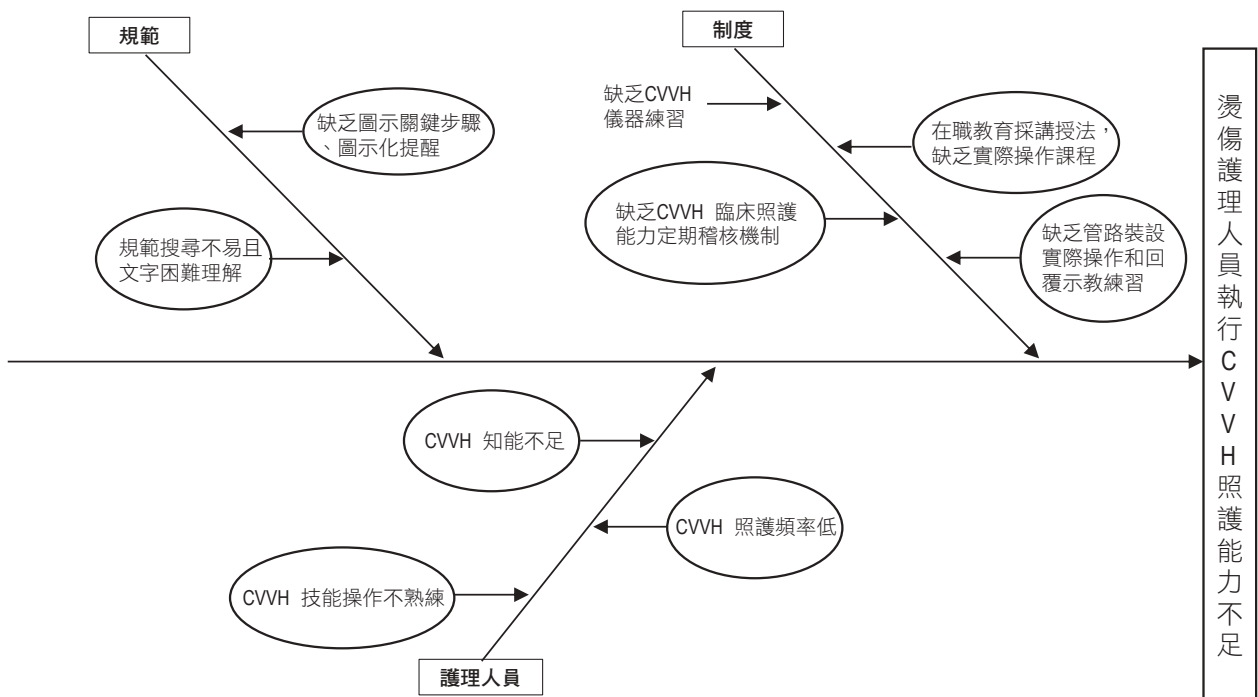 規範
制度
缺乏圖示關鍵步驟
、圖示化提醒
規範搜尋不易且
文字困難理解
缺乏CVVH
儀器練習
在職教育採講授法，
缺乏實際操作課程
缺乏CVVH 臨床照護
能力定期稽核機制
缺乏管路裝設
實際操作和回
覆示教練習
CVVH 知能不足
CVVH 照護頻率低
CVVH 技能操作不熟練
護理人員
燙傷護理人員執行CVVH照護能力不足